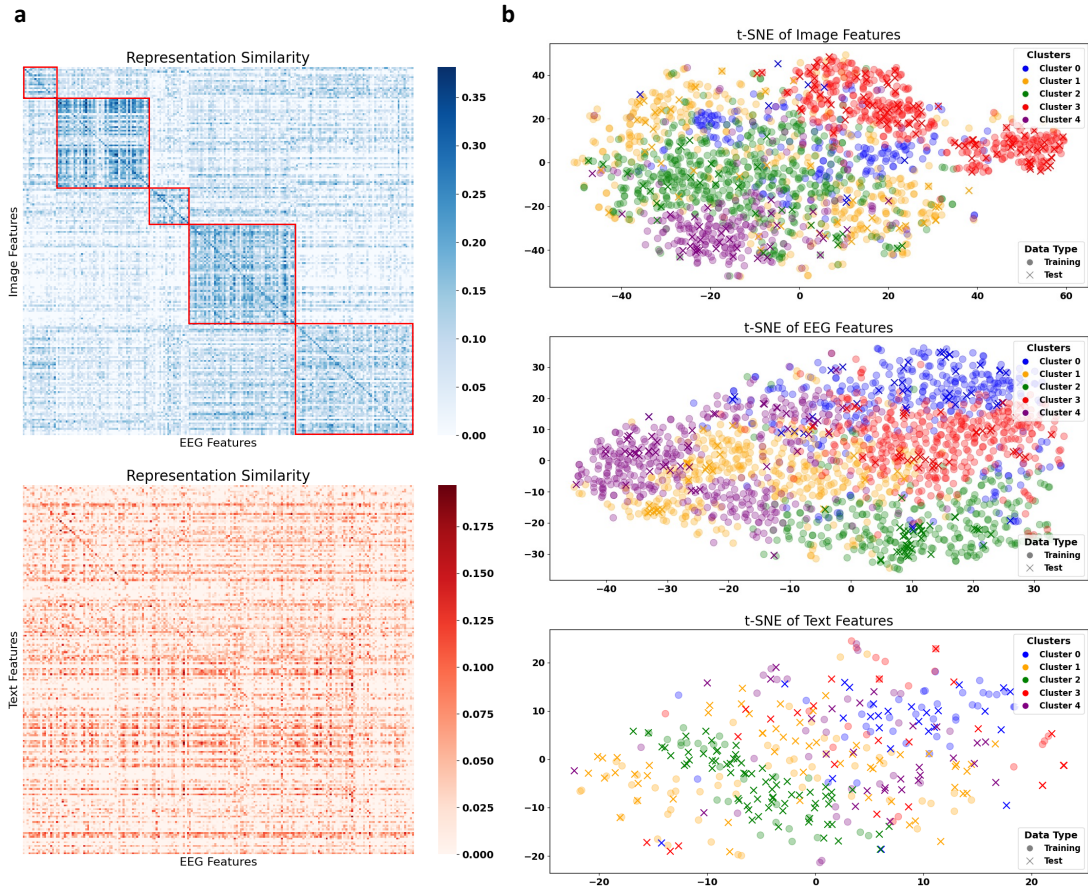 a
Representation Similarity
Image Features
EEG Features
0.35
0.30
0.25
0.20
0.15
0.10
0.05
0.00
Representation Similarity
Text Features
EEG Features
0.175
0.150
0.125
0.100
0.075
0.050
0.025
0.000
b
t-SNE of Image Features
40
20
0
−20
−40
−40 −20 0 20 40 60
Clusters
Cluster 0
Cluster 1
Cluster 2
Cluster 3
Cluster 4
Data Type
Training
Test
t-SNE of EEG Features
30
20
10
0
−10
−20
−30
−40 −30 −20 −10 0 10 20 30
Clusters
Cluster 0
Cluster 1
Cluster 2
Cluster 3
Cluster 4
Data Type
Training
Test
t-SNE of Text Features
20
10
0
−10
−20
−20 −10 0 10 20
Clusters
Cluster 0
Cluster 1
Cluster 2
Cluster 3
Cluster 4
Data Type
Training
Test